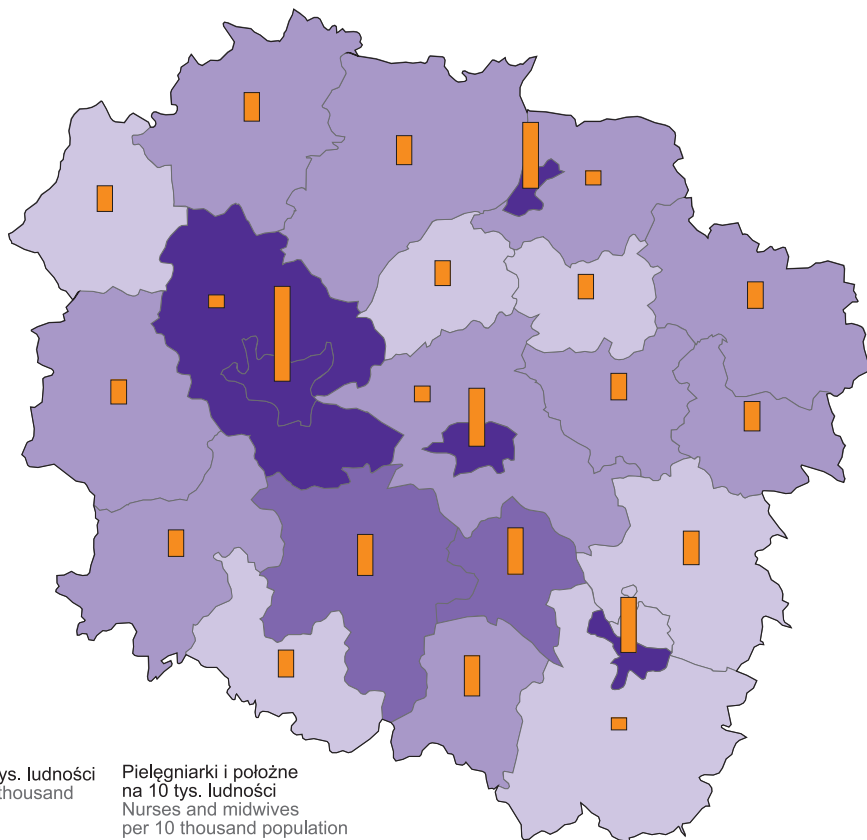 ys. ludności
thousand
Pielęgniarki i położne
na 10 tys. ludności
Nurses and midwives
per 10 thousand population